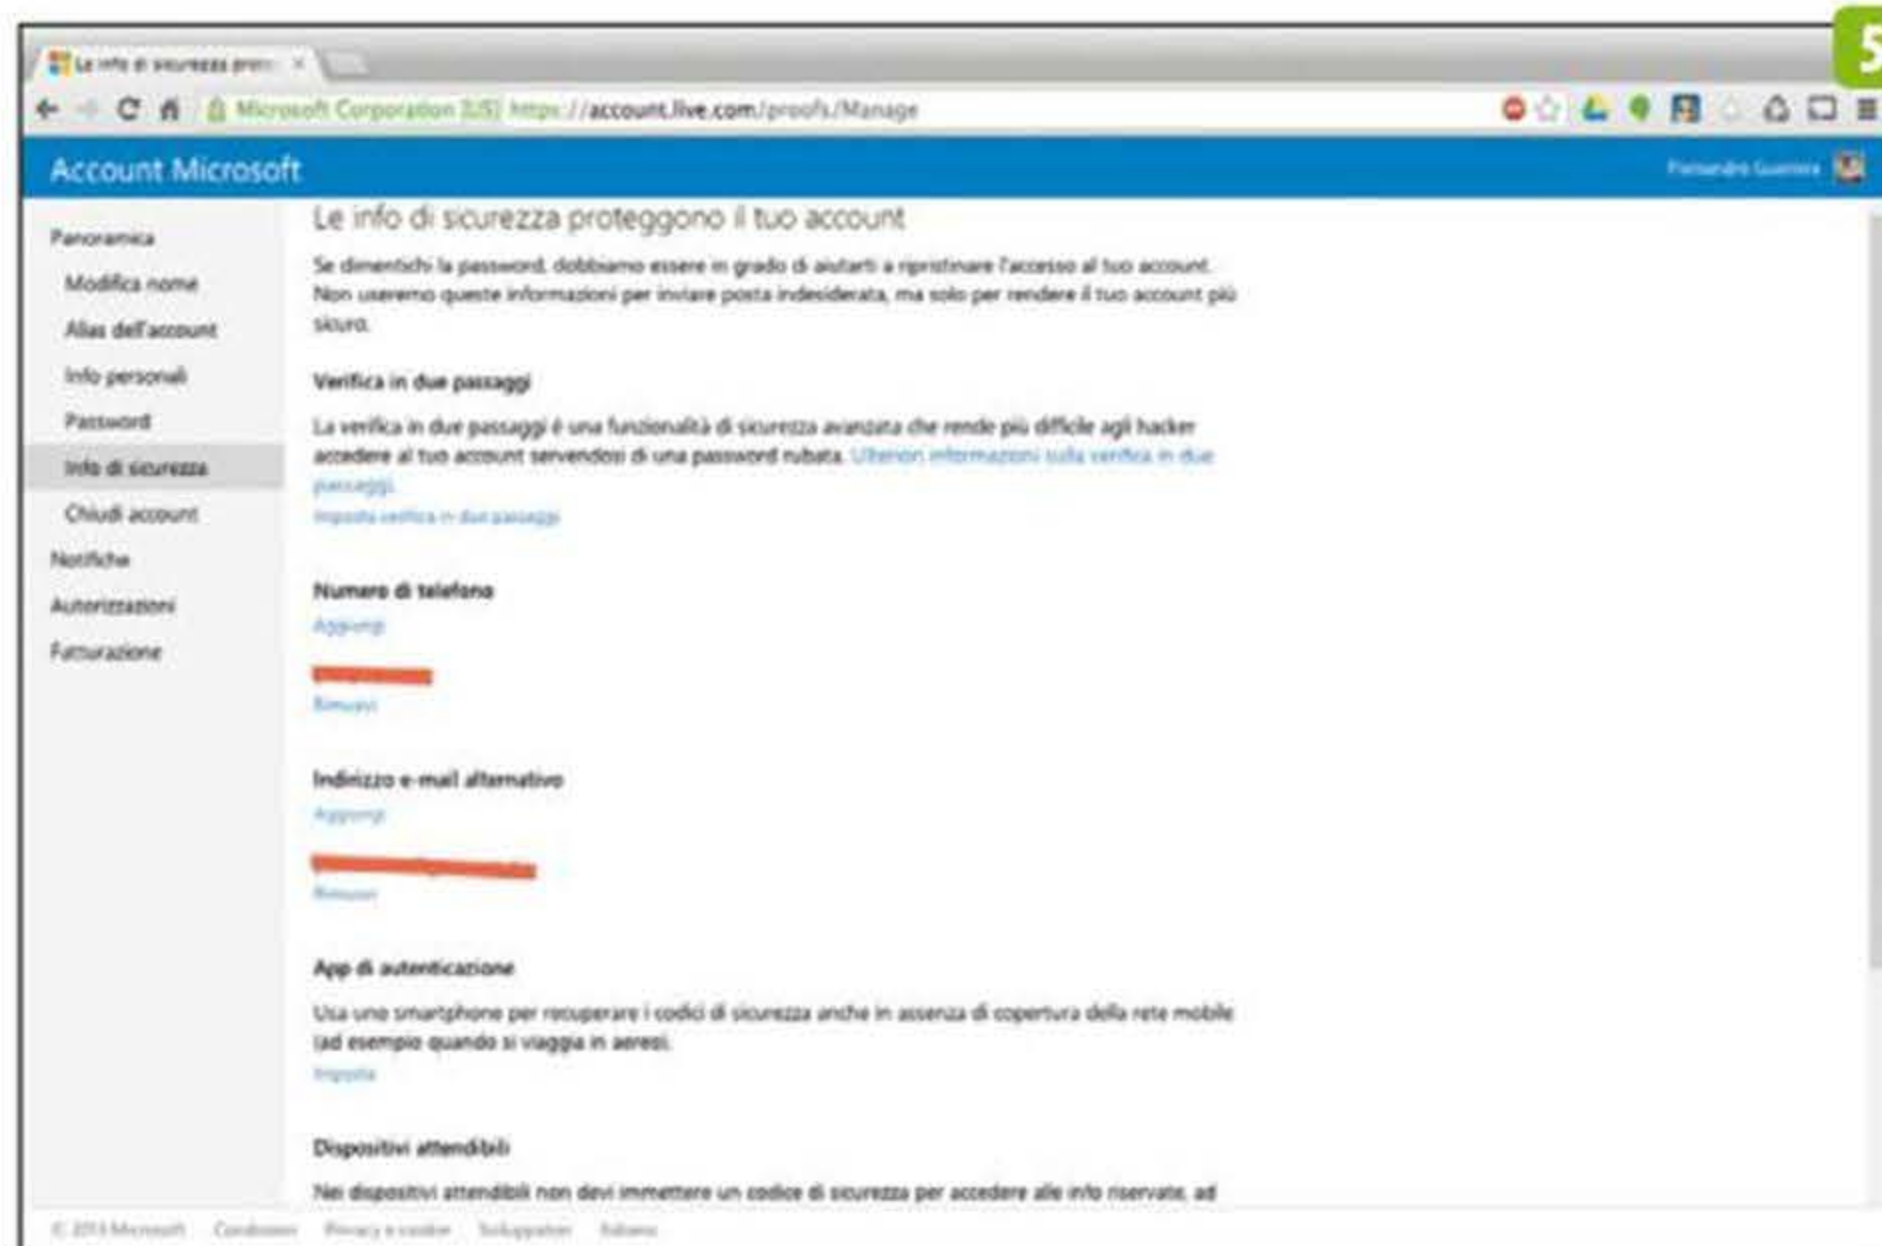 5
Le info di sicurezza prote
Microsoft Corporation [US] https://account.live.com/proofs/Manage
Account Microsoft
Panoramica
Modifica nome
Alias dell'account
Info personali
Password
Info di sicurezza
Chiudi account
Notifiche
Autorizzazioni
Fatturazione
Le info di sicurezza proteggono il tuo account
Se dimentichi la password, dobbiamo essere in grado di aiutarti a ripristinare l'accesso al tuo account.
Non useremo queste informazioni per inviare posta indesiderata, ma solo per rendere il tuo account più
sicuro.
Verifica in due passaggi
La verifica in due passaggi è una funzionalità di sicurezza avanzata che rende più difficile agli hacker
accedere al tuo account servendosi di una password rubata. Ulteriori informazioni sulla verifica in due
passaggi.
Imposta verifica in due passaggi
Numero di telefono
Aggiungi
Rimuovi
Indirizzo e-mail alternativo
Aggiungi
Rimuovi
App di autenticazione
Usa uno smartphone per recuperare i codici di sicurezza anche in assenza di copertura della rete mobile
(ad esempio quando si viaggia in aereo).
Imposta
Dispositivi attendibili
Nei dispositivi attendibili non devi immettere un codice di sicurezza per accedere alle info riservate, ad
Microsoft Condizioni Privacy e cookie Sviluppatori Italiano